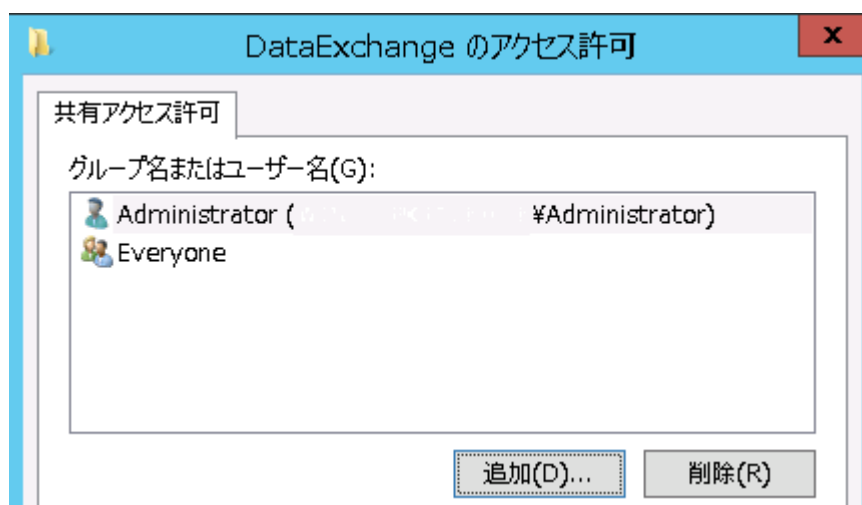 DataExchange のアクセス許可
x
共有アクセス許可
グループ名またはユーザー名(G):
Administrator ( ¥Administrator)
Everyone
追加(D)... 削除(R)